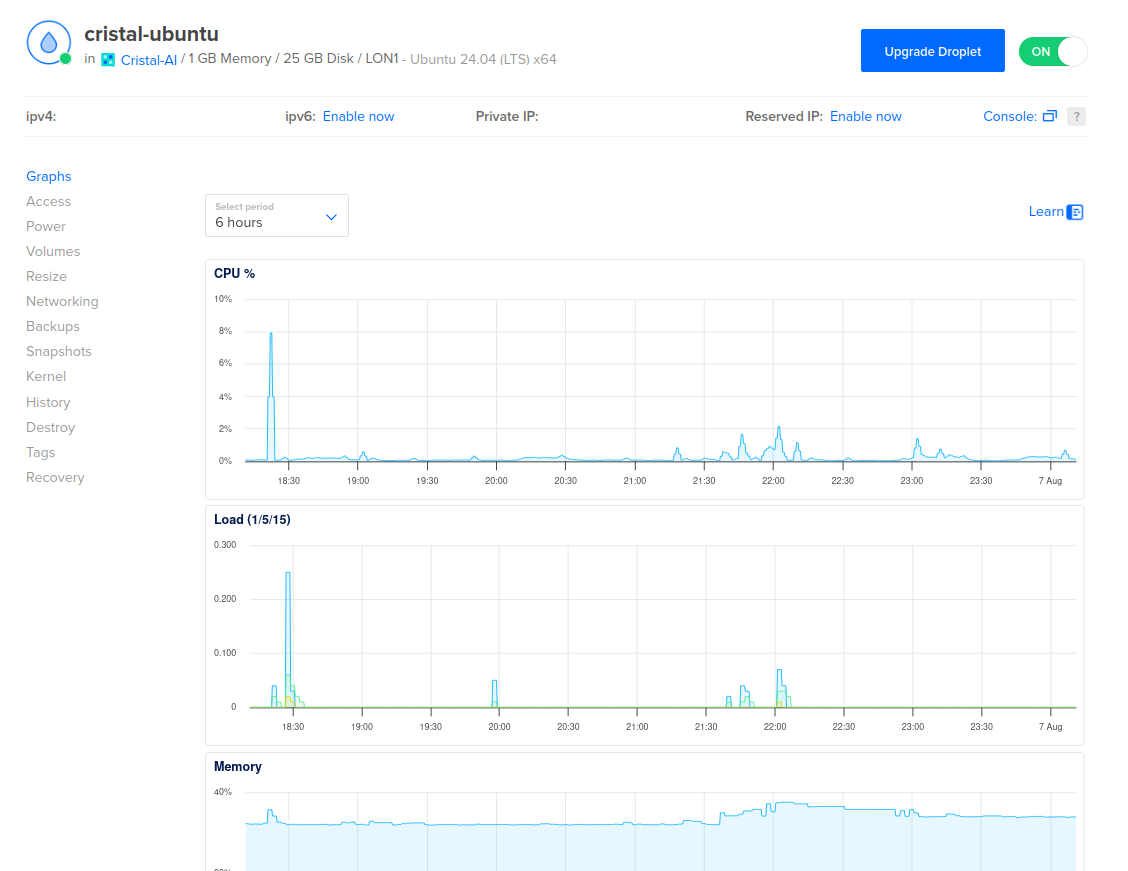 cristal-ubuntu
in Cristal-AI / 1 GB Memory / 25 GB Disk / LON1 - Ubuntu 24.04 (LTS) x64
Upgrade Droplet
ON
ipv4: ipv6: Enable now Private IP: Reserved IP: Enable now Console: ?
Graphs
Access
Power
Volumes
Resize
Networking
Backups
Snapshots
Kernel
History
Destroy
Tags
Recovery
Select period
6 hours
Learn
CPU %
10%
8%
6%
4%
2%
0%
18:30 19:00 19:30 20:00 20:30 21:00 21:30 22:00 22:30 23:00 23:30 7 Aug
Load (1/5/15)
0.300
0.200
0.100
0
18:30 19:00 19:30 20:00 20:30 21:00 21:30 22:00 22:30 23:00 23:30 7 Aug
Memory
40%